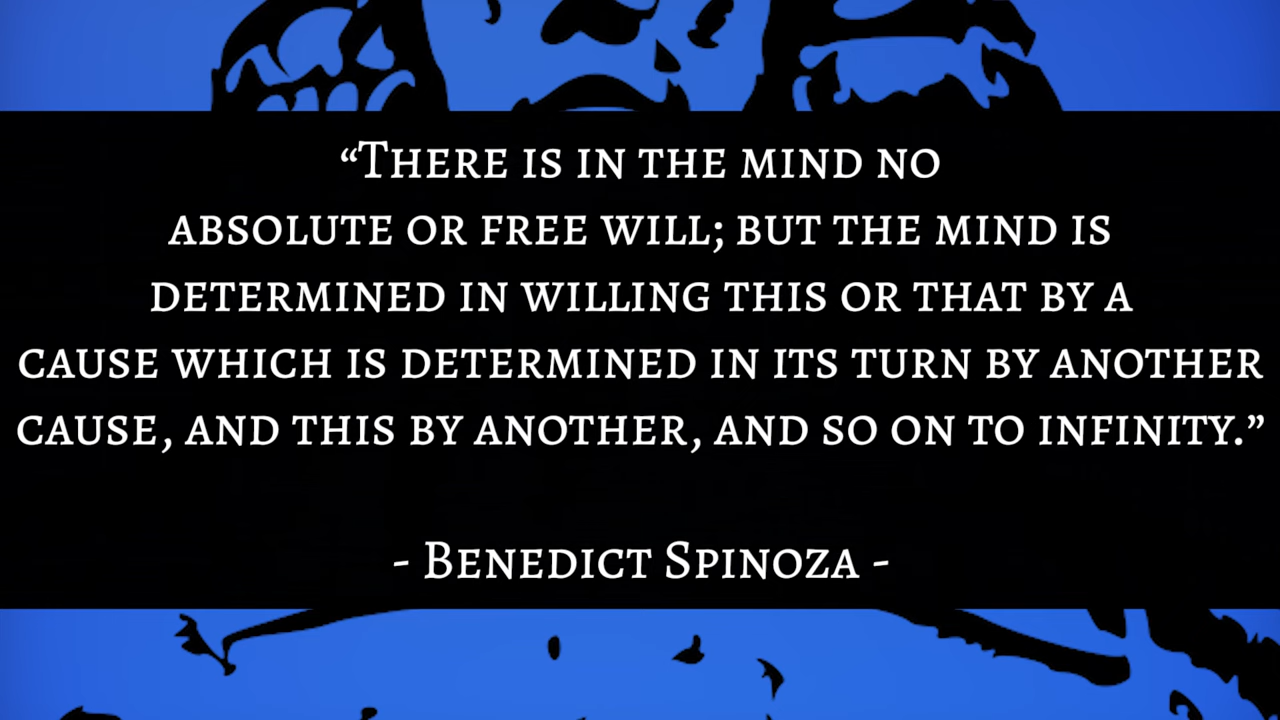 “There is in the mind no
absolute or free will; but the mind is
determined in willing this or that by a
cause which is determined in its turn by another
cause, and this by another, and so on to infinity.”
- Benedict Spinoza -